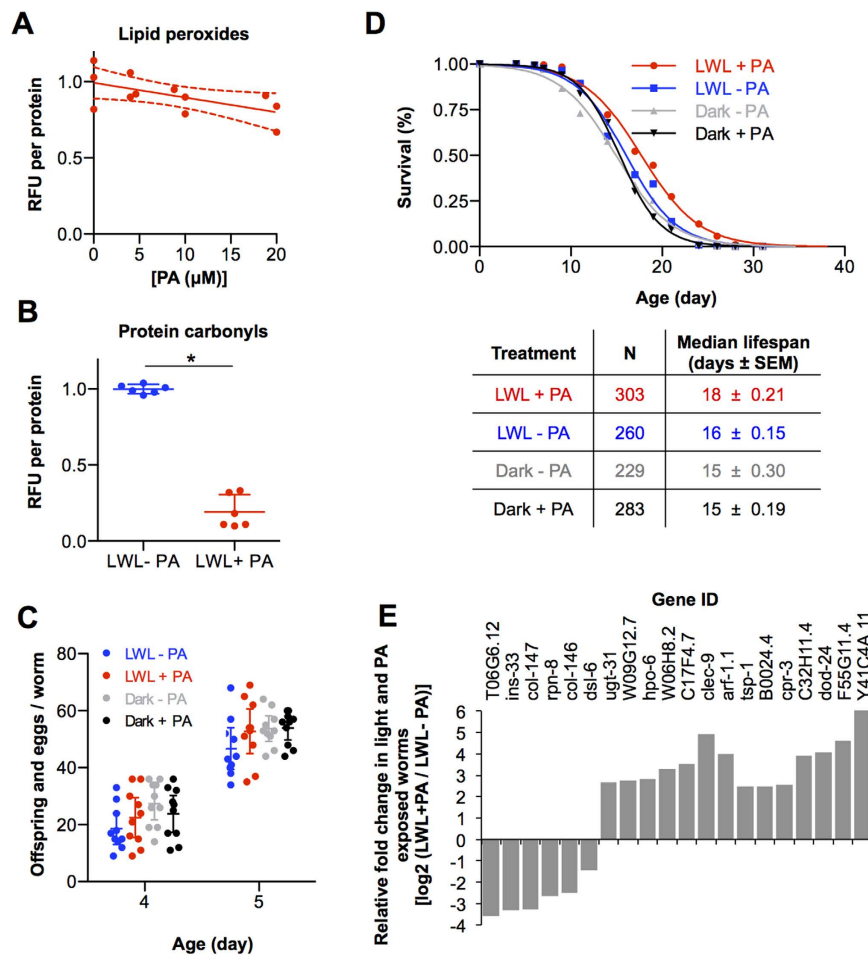 A
Lipid peroxides
RFU per protein
1.0
0.5
0.0
0
5
10
15
20
[PA (µM)]
B
Protein carbonyls
*
RFU per protein
1.0
0.5
0.0
LWL- PA
LWL+ PA
C
LWL - PA
LWL + PA
Dark - PA
Dark + PA
Offspring and eggs / worm
80
60
40
20
0
4
5
Age (day)
D
LWL + PA
LWL - PA
Dark - PA
Dark + PA
Survival (%)
1.00
0.75
0.50
0.25
0.00
0
10
20
30
40
Age (day)
Treatment N Median lifespan
(days ± SEM)
LWL + PA 303 18 ± 0.21
LWL - PA 260 16 ± 0.15
Dark - PA 229 15 ± 0.30
Dark + PA 283 15 ± 0.19
E
Gene ID
T06G6.12
ins-33
col-147
rpn-8
col-146
dsl-6
ugt-31
W09G12.7
hpo-6
W06H8.2
C17F4.7
clec-9
arf-1.1
tsp-1
B0024.4
cpr-3
C32H11.4
dod-24
F55G11.4
Y41C4A.11
Relative fold change in light and PA
exposed worms
[log2 (LWL+PA / LWL- PA)]
6
5
4
3
2
1
0
-1
-2
-3
-4